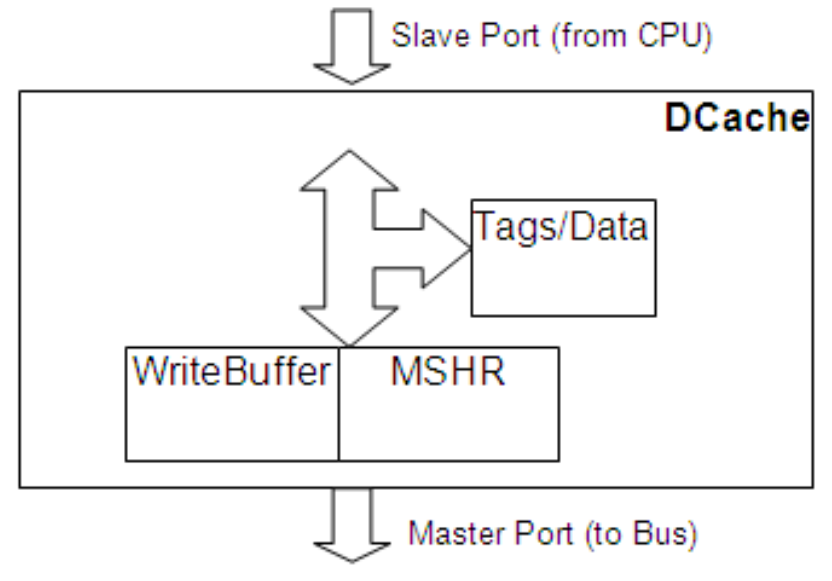 Slave Port (from CPU)
DCache
Tags/Data
WriteBuffer
MSHR
Master Port (to Bus)